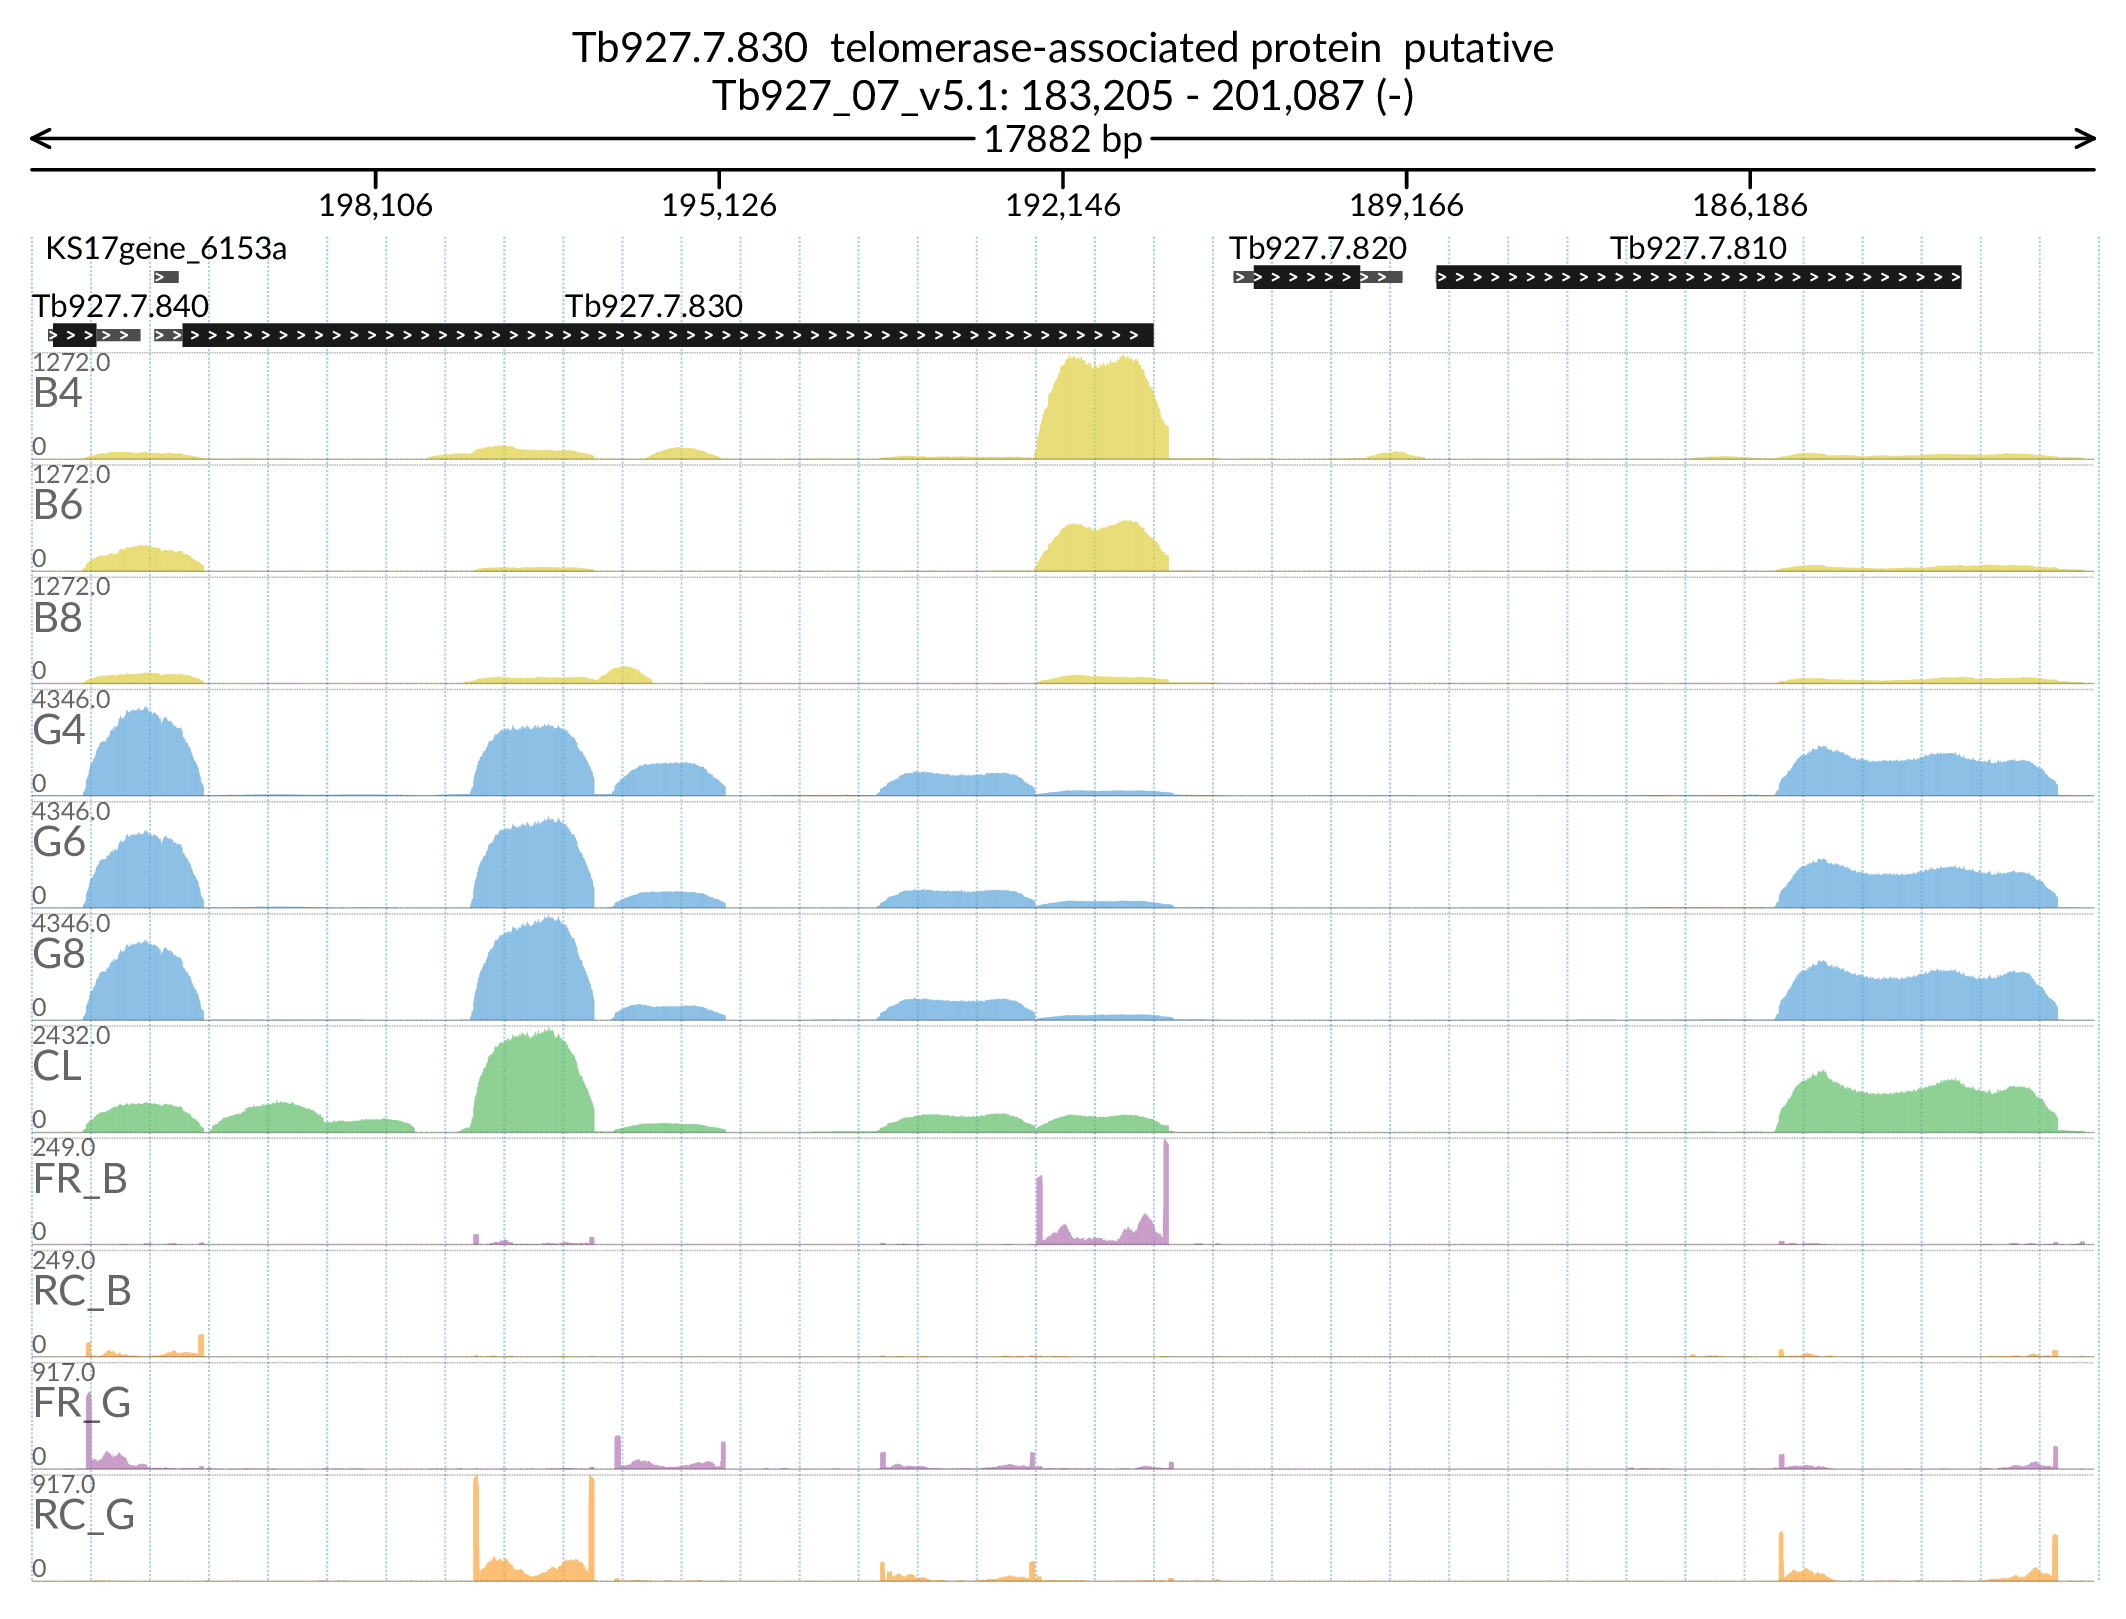 Tb927.7.830  telomerase-associated protein  putative
Tb927_07_v5.1: 183,205 - 201,087 (-)
17882 bp
198,106 195,126 192,146 189,166 186,186
KS17gene_6153a Tb927.7.820 Tb927.7.810
Tb927.7.840 Tb927.7.830
1272.0
B4
0
1272.0
B6
0
1272.0
B8
0
4346.0
G4
0
4346.0
G6
0
4346.0
G8
0
2432.0
CL
0
249.0
FR_B
0
249.0
RC_B
0
917.0
FR_G
0
917.0
RC_G
0